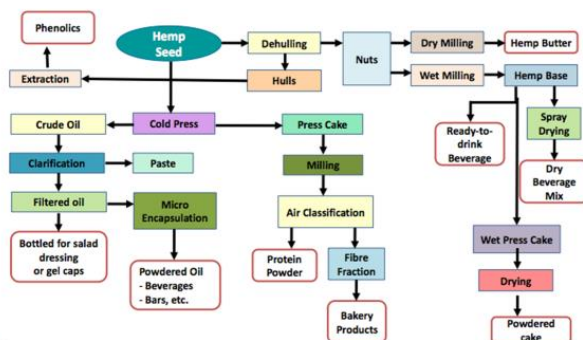 Phenolics
Hemp
Seed
Dehulling
Nuts
Dry Milling
Hemp Butter
Extraction
Hulls
Wet Milling
Hemp Base
Crude Oil
Cold Press
Press Cake
Ready-to-
drink
Beverage
Spray
Drying
Clarification
Paste
Milling
Dry
Beverage
Mix
Filtered oil
Micro
Encapsulation
Air Classification
Wet Press Cake
Bottled for salad
dressing
or gel caps
Powdered Oil
- Beverages
- Bars, etc.
Protein
Powder
Fibre
Fraction
Drying
Bakery
Products
Powdered
cake